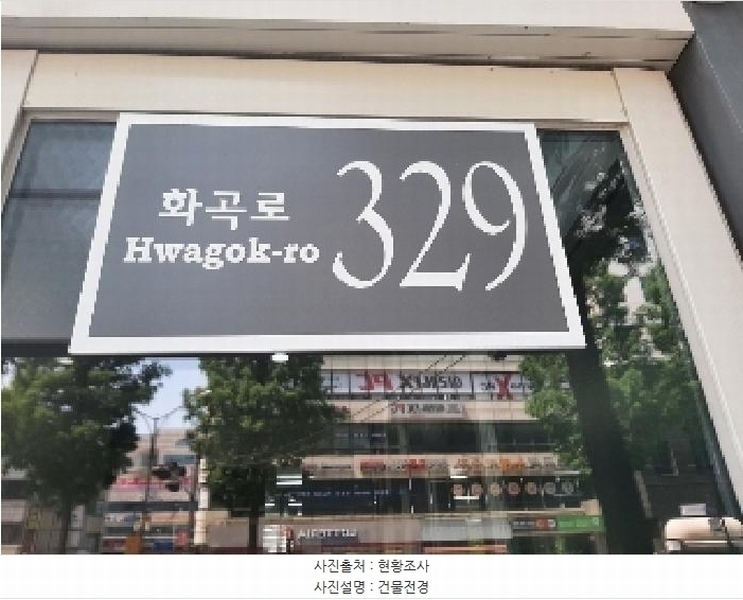 화곡로
Hwagok-ro
329
사진출처 : 현황조사
사진설명 : 건물전경